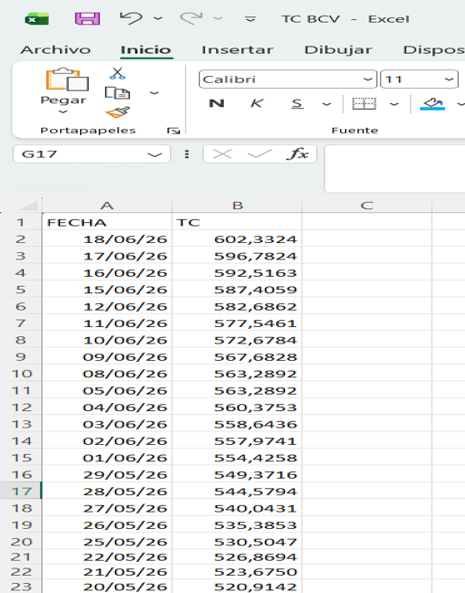 TC BCV - Excel
Archivo Inicio Insertar Dibujar Dispos
Pegar
Calibri 11
N K S
Portapapeles Fuente
G17 fx
A B C
1 FECHA TC
2 18/06/26 602,3324
3 17/06/26 596,7824
4 16/06/26 592,5163
5 15/06/26 587,4059
6 12/06/26 582,6862
7 11/06/26 577,5461
8 10/06/26 572,6784
9 09/06/26 567,6828
10 08/06/26 563,2892
11 05/06/26 563,2892
12 04/06/26 560,3753
13 03/06/26 558,6436
14 02/06/26 557,9741
15 01/06/26 554,4258
16 29/05/26 549,3716
17 28/05/26 544,5794
18 27/05/26 540,0431
19 26/05/26 535,3853
20 25/05/26 530,5047
21 22/05/26 526,8694
22 21/05/26 523,6750
23 20/05/26 520,9142